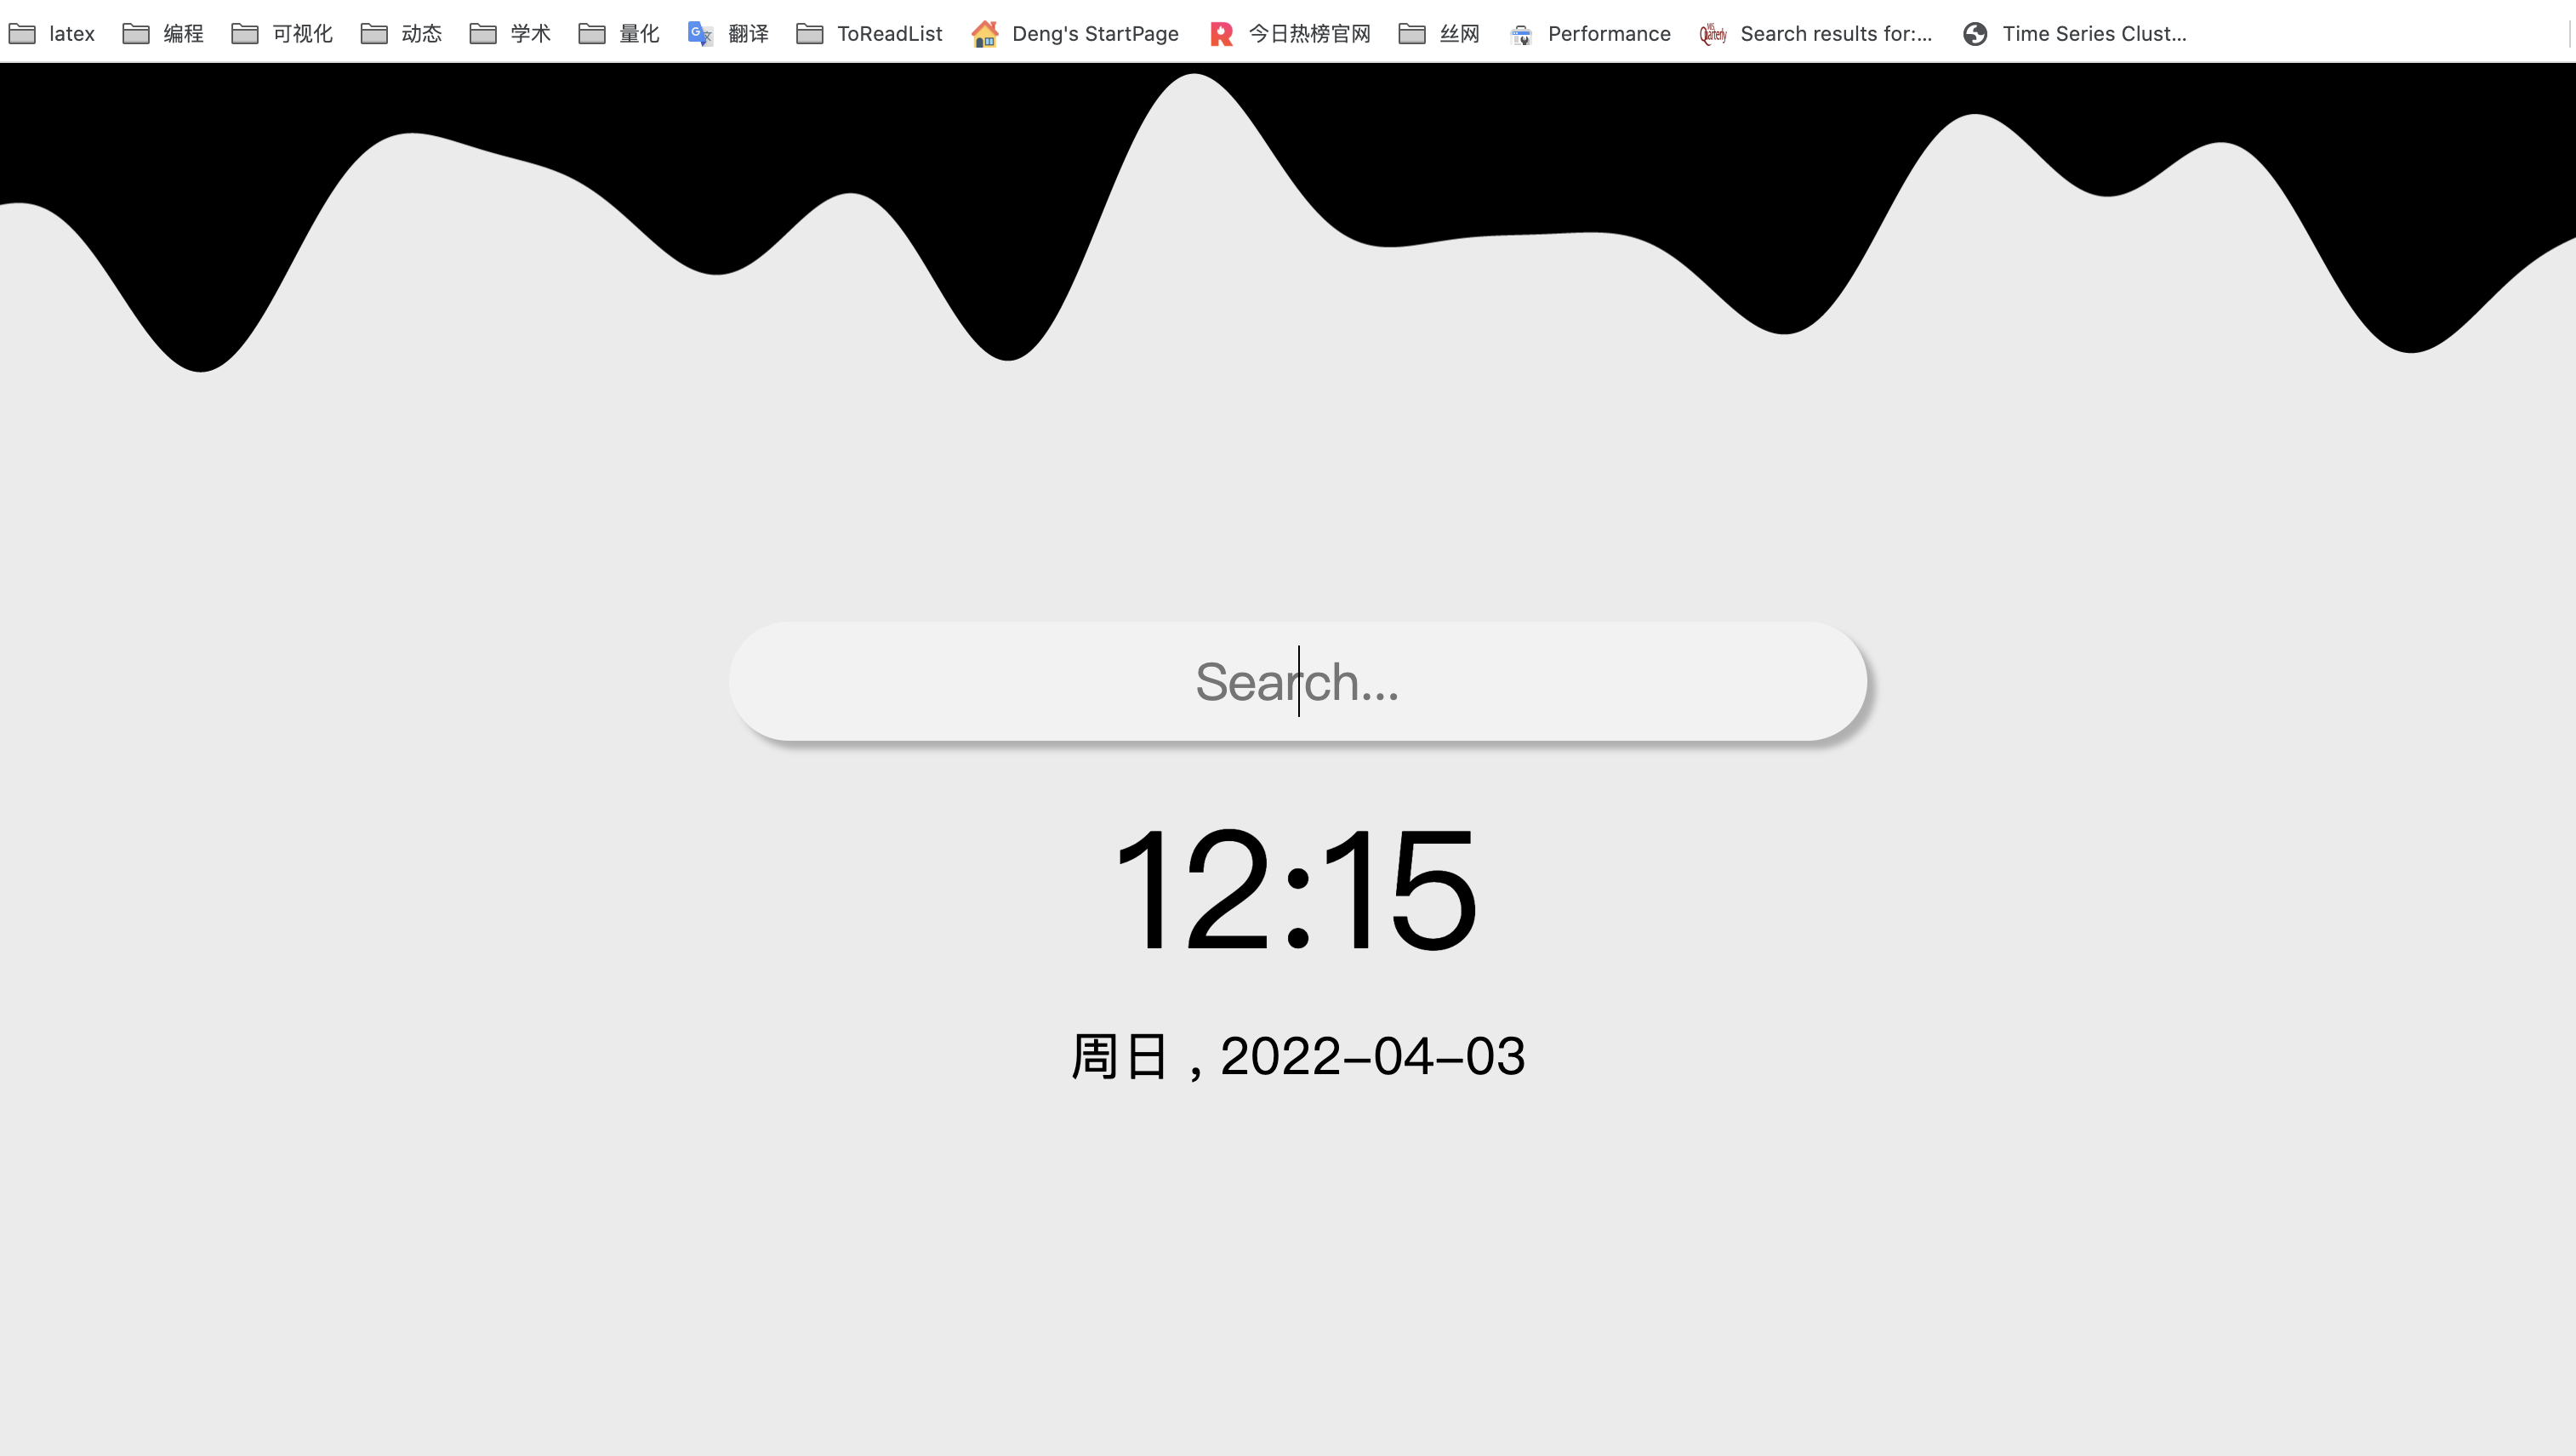 latex 编程 可视化 动态 学术 量化 翻译 ToReadList Deng's StartPage 今日热榜官网 丝网 Performance Search results for:... Time Series Clust...
Search...
12:15
周日 , 2022-04-03